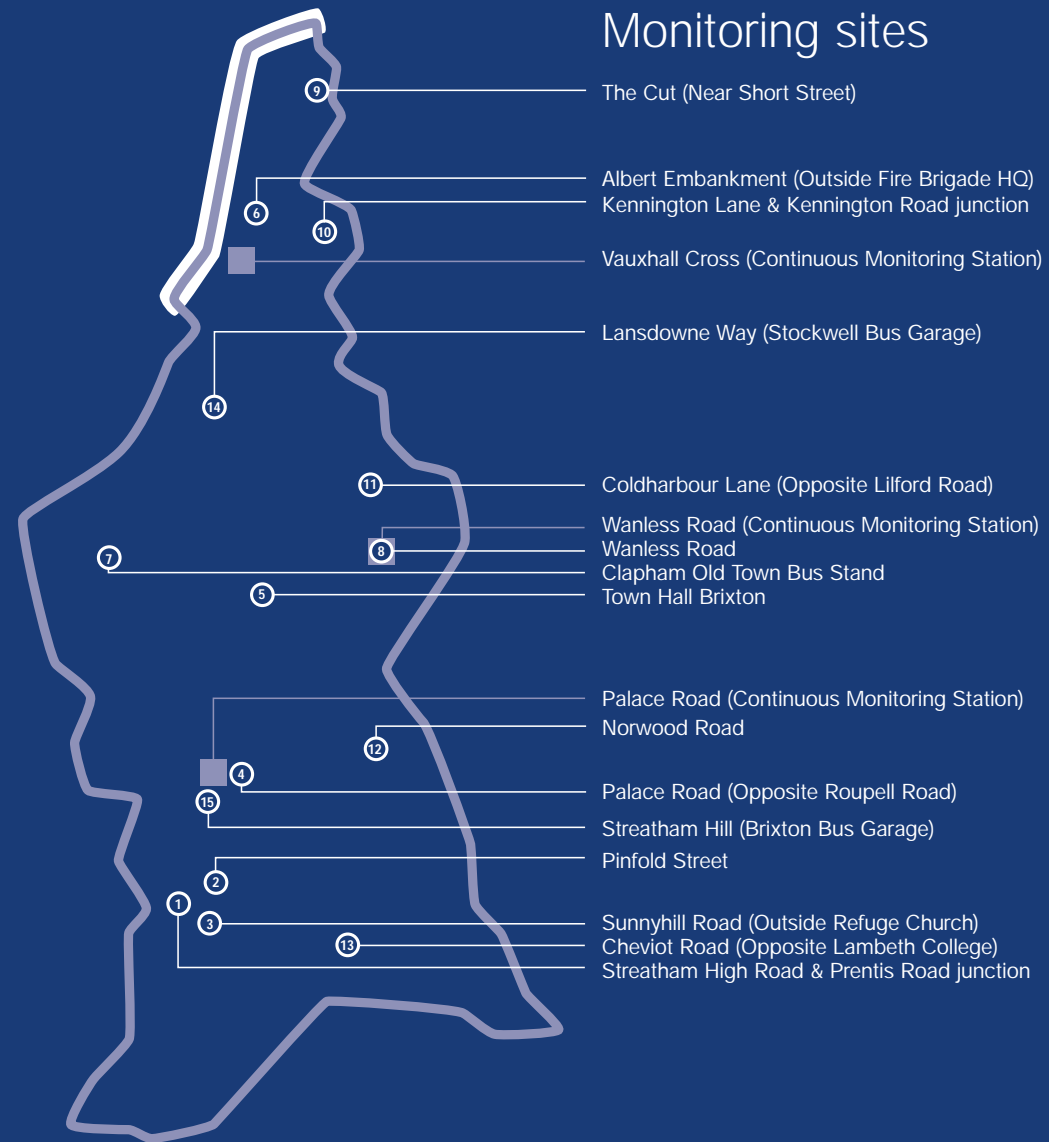 Monitoring sites
9
The Cut (Near Short Street)
Albert Embankment (Outside Fire Brigade HQ)
6
Kennington Lane & Kennington Road junction
10
Vauxhall Cross (Continuous Monitoring Station)
Lansdowne Way (Stockwell Bus Garage)
14
11
Coldharbour Lane (Opposite Lilford Road)
Wanless Road (Continuous Monitoring Station)
8
Wanless Road
7
Clapham Old Town Bus Stand
5
Town Hall Brixton
Palace Road (Continuous Monitoring Station)
Norwood Road
12
4
Palace Road (Opposite Roupell Road)
15
Streatham Hill (Brixton Bus Garage)
Pinfold Street
2
1
3
Sunnyhill Road (Outside Refuge Church)
13
Cheviot Road (Opposite Lambeth College)
Streatham High Road & Prentis Road junction